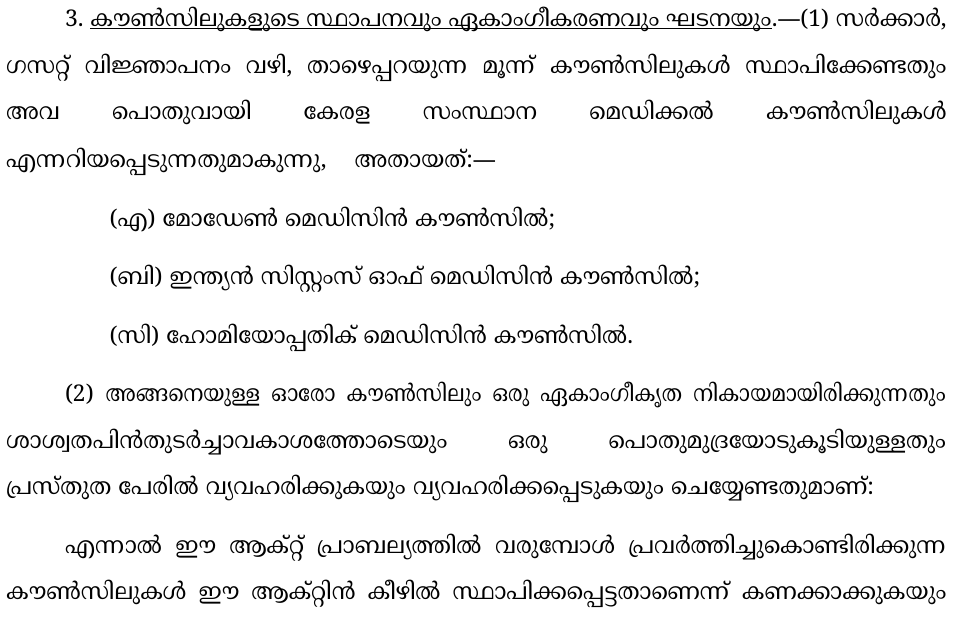 3. കൗൺസിലുകളുടെ സ്ഥാപനവും ഏകാംഗീകരണവും ഘടനയും.—(1) സർക്കാർ,
ഗസറ്റ് വിജ്ഞാപനം വഴി, താഴെപ്പറയുന്ന മൂന്ന് കൗൺസിലുകൾ സ്ഥാപിക്കേണ്ടതും
അവ പൊതുവായി കേരള സംസ്ഥാന മെഡിക്കൽ കൗൺസിലുകൾ
എന്നറിയപ്പെടുന്നതുമാകുന്നു, അതായത്:—
(എ) മോഡേൺ മെഡിസിൻ കൗൺസിൽ;
(ബി) ഇന്ത്യൻ സിസ്റ്റംസ് ഓഫ് മെഡിസിൻ കൗൺസിൽ;
(സി) ഹോമിയോപ്പതിക് മെഡിസിൻ കൗൺസിൽ.
(2) അങ്ങനെയുള്ള ഓരോ കൗൺസിലും ഒരു ഏകാംഗീകൃത നികായമായിരിക്കുന്നതും
ശാശ്വതപിൻതുടർച്ചാവകാശത്തോടെയും ഒരു പൊതുമുദ്രയോടുകൂടിയുള്ളതും
പ്രസ്തുത പേരിൽ വ്യവഹരിക്കുകയും വ്യവഹരിക്കപ്പെടുകയും ചെയ്യേണ്ടതുമാണ്:
എന്നാൽ ഈ ആക്റ്റ് പ്രാബല്യത്തിൽ വരുമ്പോൾ പ്രവർത്തിച്ചുകൊണ്ടിരിക്കുന്ന
കൗൺസിലുകൾ ഈ ആക്റ്റിൻ കീഴിൽ സ്ഥാപിക്കപ്പെട്ടതാണെന്ന് കണക്കാക്കുകയും